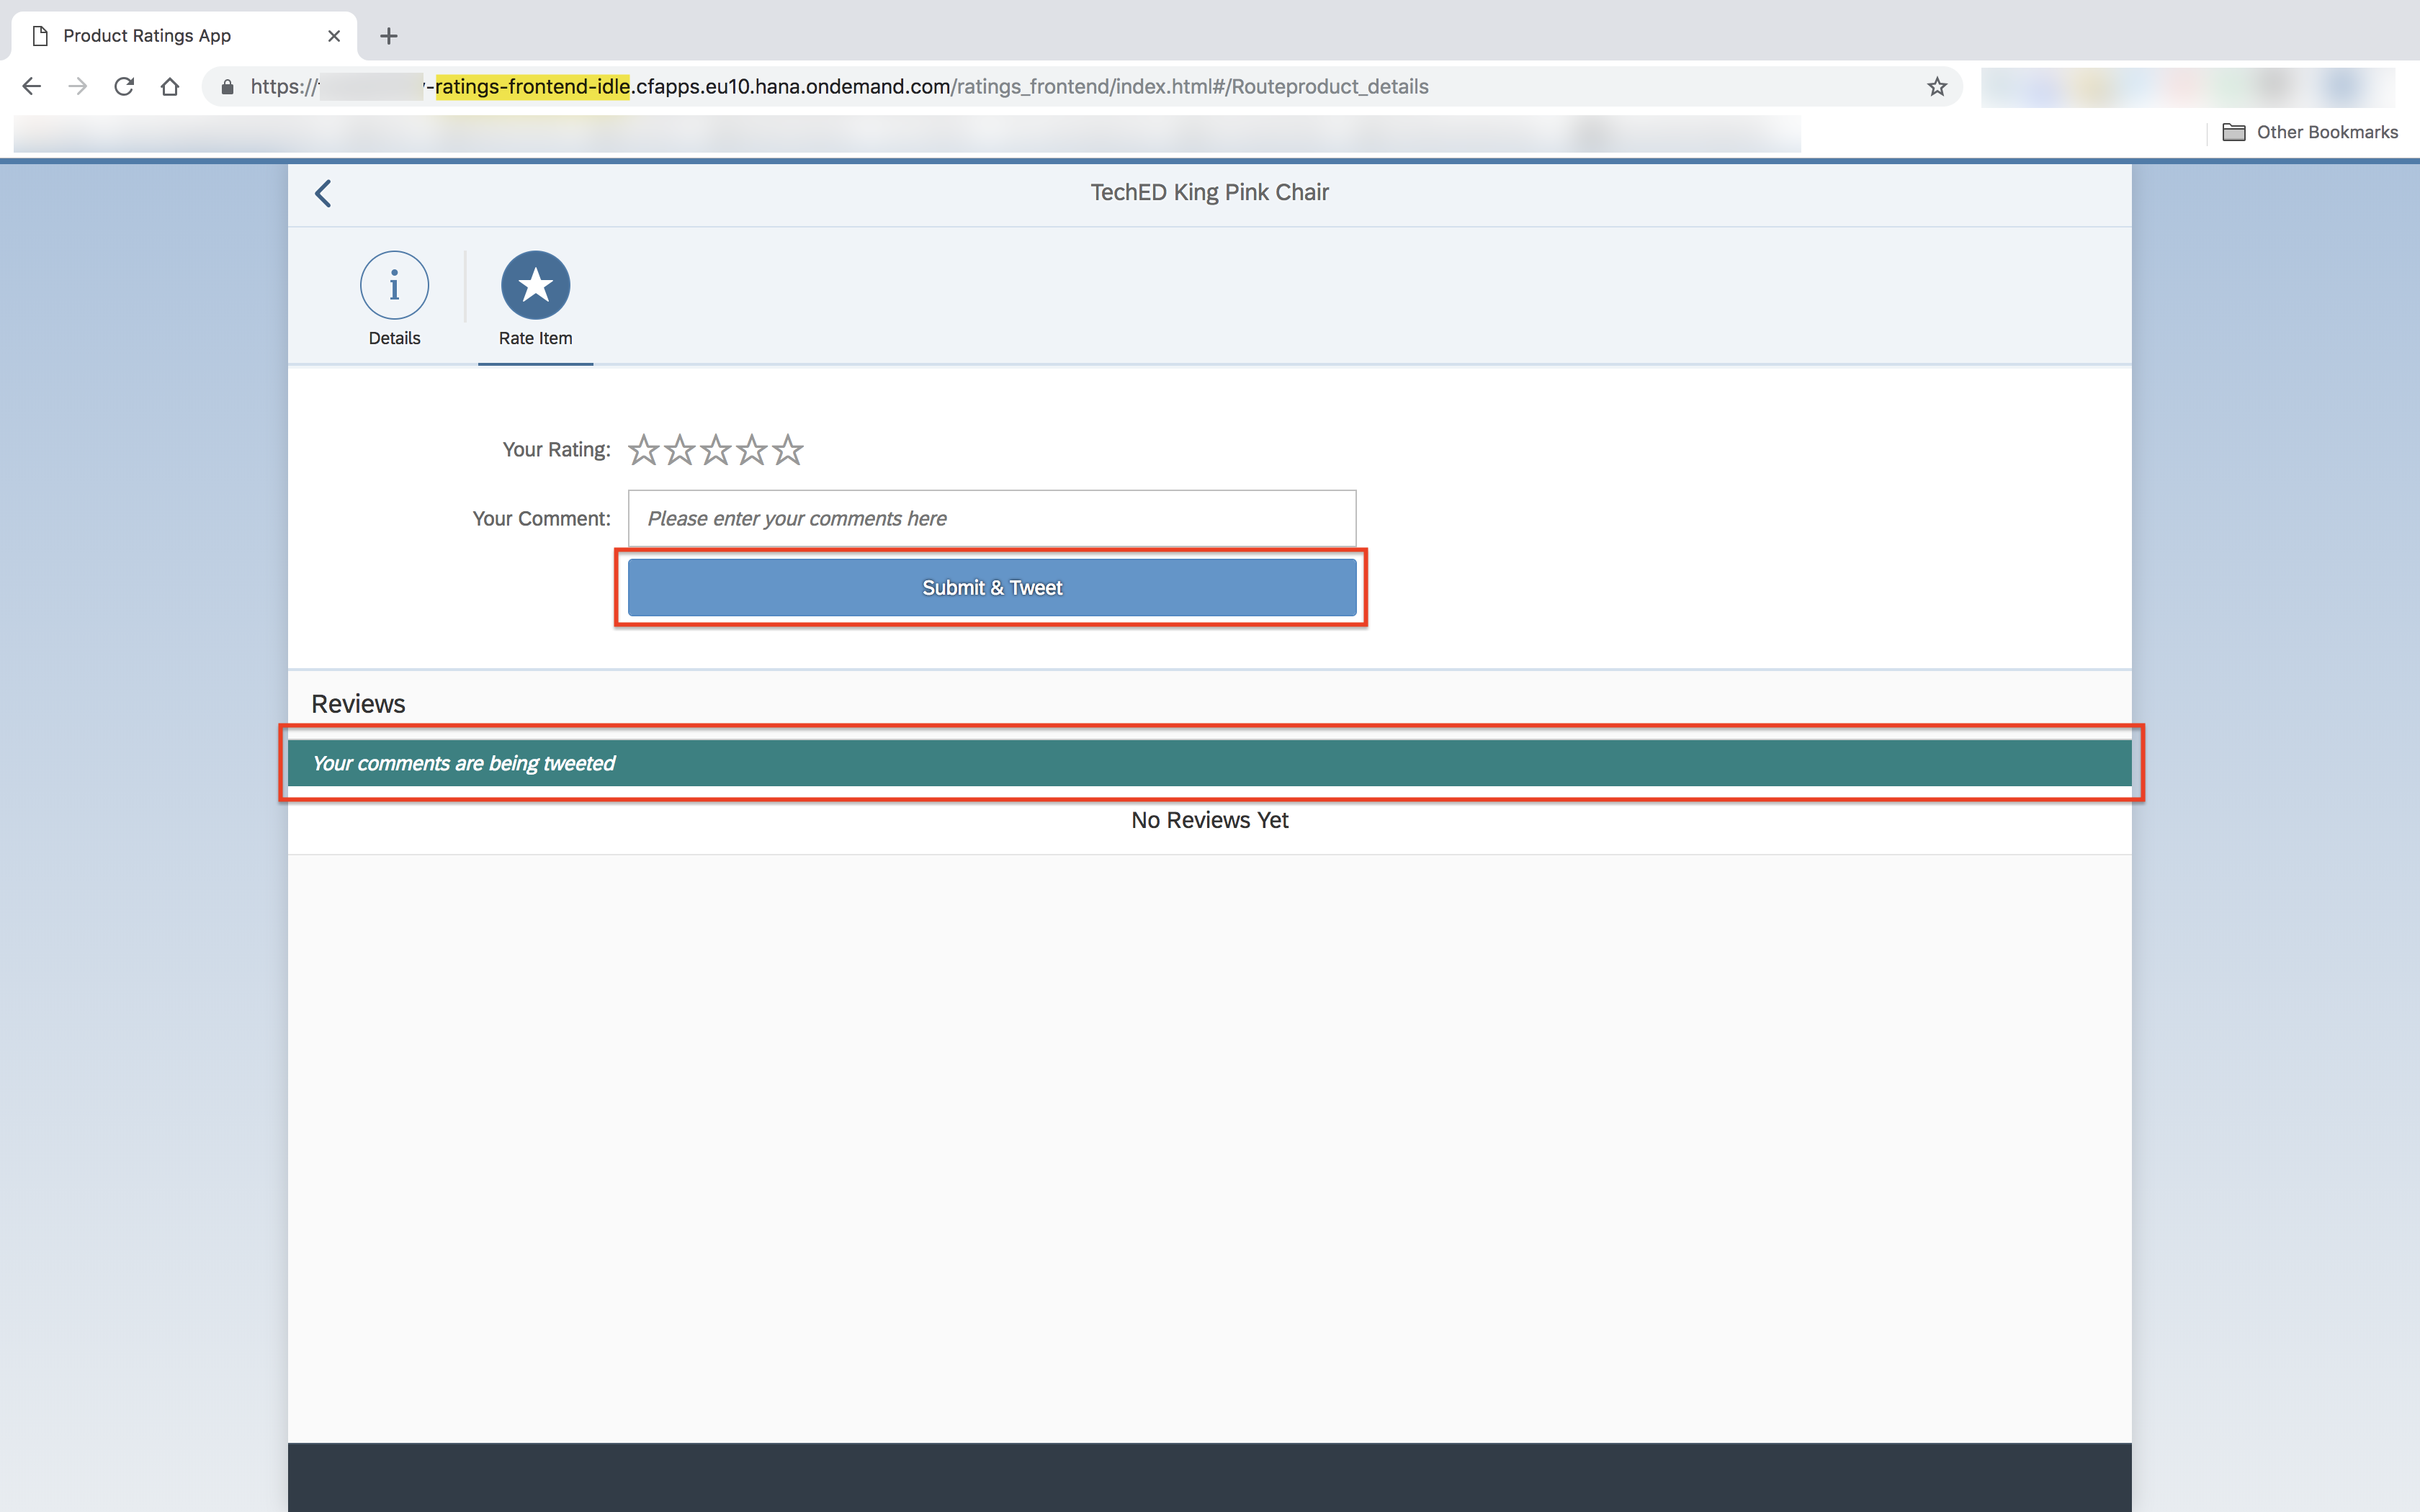 Product Ratings App
https://-ratings-frontend-idle.cfapps.eu10.hana.ondemand.com/ratings_frontend/index.html#/Routeproduct_details
Other Bookmarks
TechED King Pink Chair
Details
Rate Item
Your Rating:
Your Comment:
Please enter your comments here
Submit & Tweet
Reviews
Your comments are being tweeted
No Reviews Yet